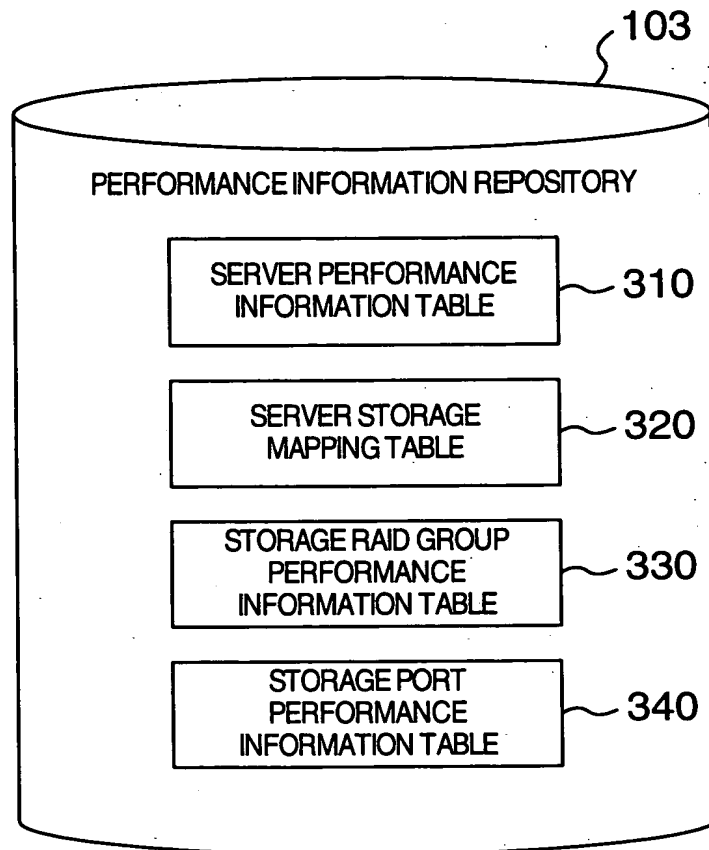 103
PERFORMANCE INFORMATION REPOSITORY
SERVER PERFORMANCE
INFORMATION TABLE
310
SERVER STORAGE
MAPPING TABLE
320
STORAGE RAID GROUP
PERFORMANCE
INFORMATION TABLE
330
STORAGE PORT
PERFORMANCE
INFORMATION TABLE
340